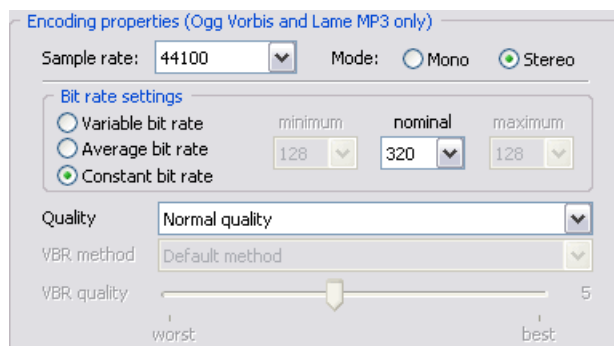 Encoding properties (Ogg Vorbis and Lame MP3 only)
Sample rate: 44100 Mode: Mono Stereo
Bit rate settings
Variable bit rate minimum nominal maximum
Average bit rate 128 320 128
Constant bit rate
Quality Normal quality
VBR method Default method
VBR quality 5
worst best